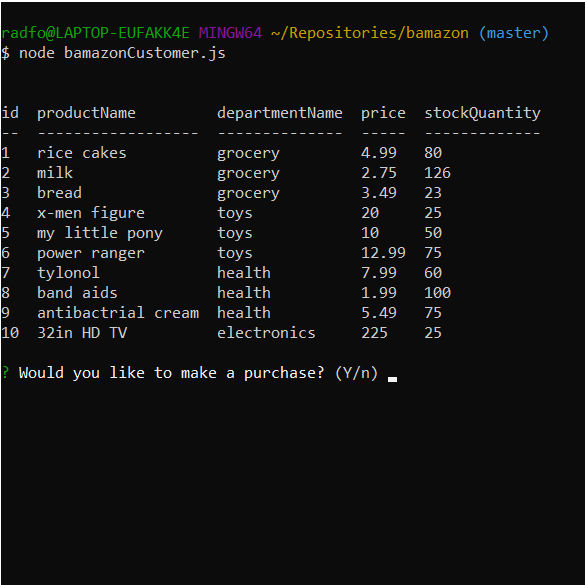 radfo@LAPTOP-EUFAKK4E MINGW64 ~/Repositories/bamazon (master)
$ node bamazonCustomer.js
id  productName         departmentName  price  stockQuantity
--  ------------------  --------------  -----  -------------
1   rice cakes          grocery         4.99   80
2   milk                grocery         2.75   126
3   bread               grocery         3.49   23
4   x-men figure        toys            20     25
5   my little pony      toys            10     50
6   power ranger        toys            12.99  75
7   tylonol             health          7.99   60
8   band aids           health          1.99   100
9   antibactrial cream  health          5.49   75
10  32in HD TV          electronics     225    25
? Would you like to make a purchase? (Y/n)